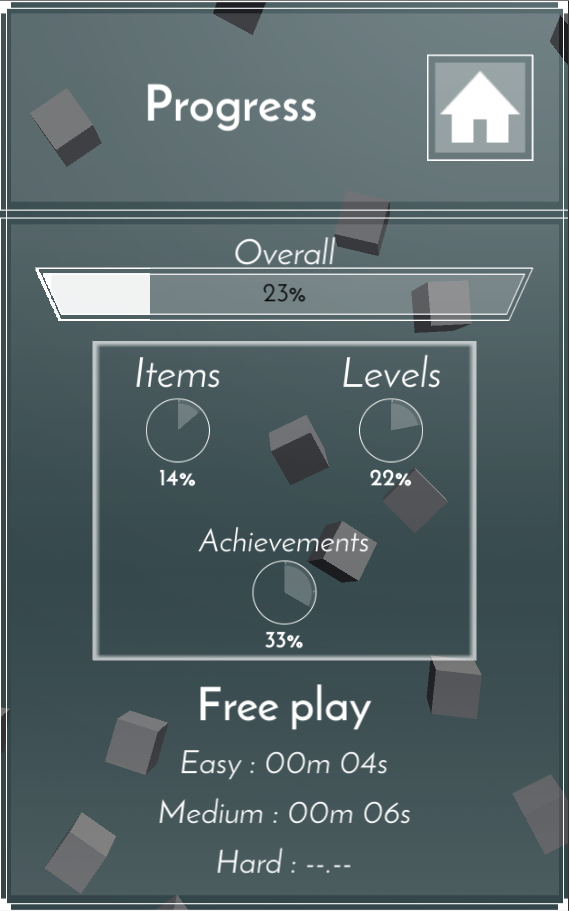 Progress
Overall
23%
Items
Levels
14%
22%
Achievements
33%
Free play
Easy : 00m 04s
Medium : 00m 06s
Hard : --.--